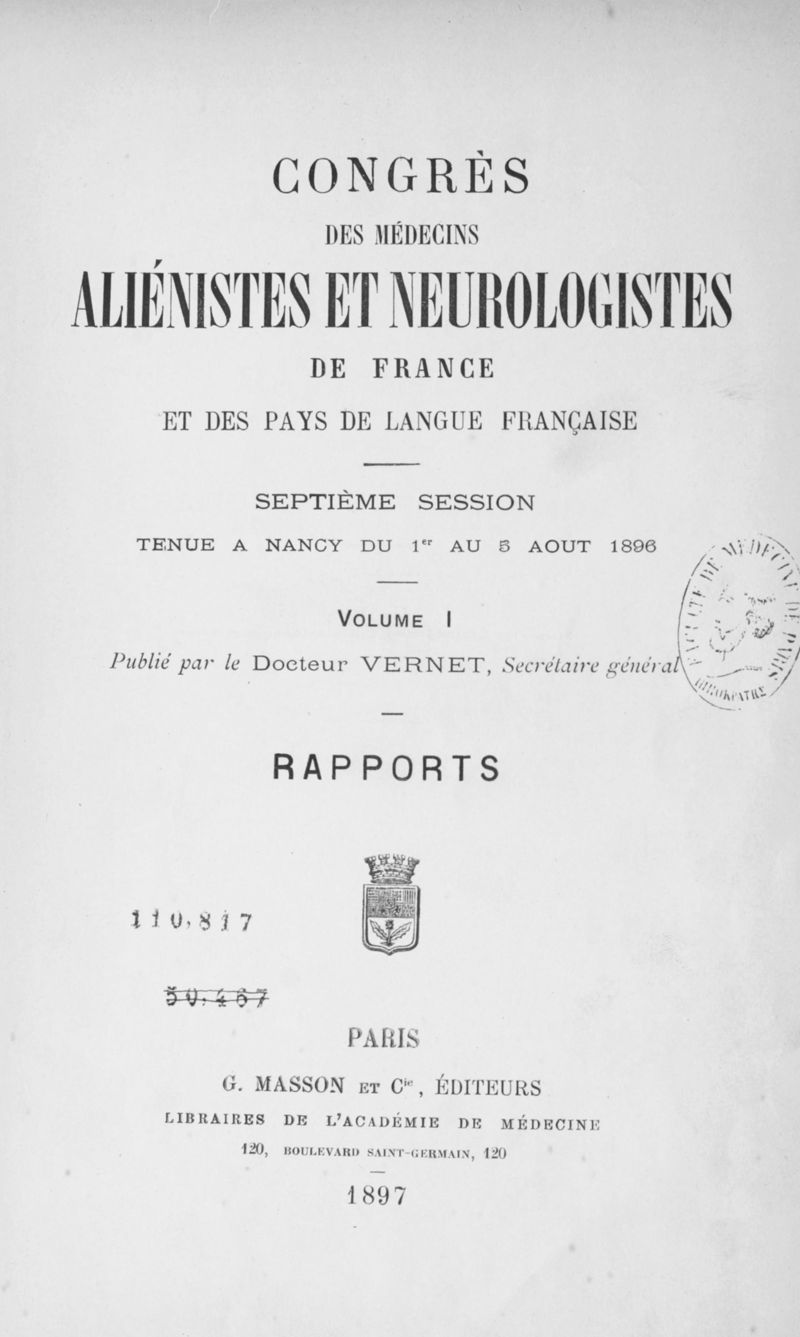 CONGRÈS
DES MÉDECINS
ALIÉNISTES ET NEUROLOGISTES
DE FRANCE
ET DES PAYS DE LANGUE FRANÇAISE
SEPTIÈME SESSION
TENUE A NANCY DU 1er AU 5 AOUT 1896
VOLUME I
Publié par le Docteur VERNET, Secrétaire général
RAPPORTS
110,817
50.467
PARIS
G. MASSON ET Cie, ÉDITEURS
LIBRAIRES DE L'ACADÉMIE DE MÉDECINE
120, BOULEVARD SAINT-GERMAIN, 120
1897